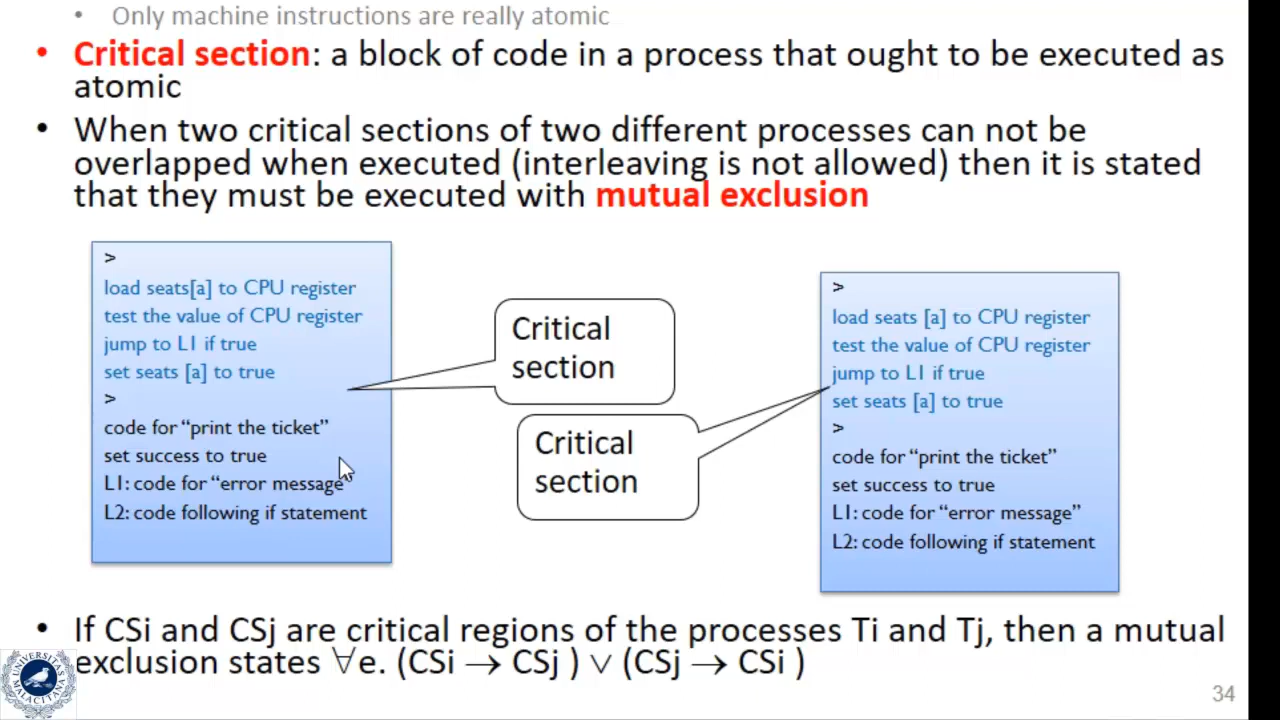 • Only machine instructions are really atomic
• Critical section: a block of code in a process that ought to be executed as
atomic
• When two critical sections of two different processes can not be
overlapped when executed (interleaving is not allowed) then it is stated
that they must be executed with mutual exclusion
>
load seats[a] to CPU register
test the value of CPU register
jump to L1 if true
set seats [a] to true
>
code for “print the ticket”
set success to true
L1: code for “error message”
L2: code following if statement
Critical
section
Critical
section
>
load seats [a] to CPU register
test the value of CPU register
jump to L1 if true
set seats [a] to true
>
code for “print the ticket”
set success to true
L1: code for “error message”
L2: code following if statement
• If CSi and CSj are critical regions of the processes Ti and Tj, then a mutual
exclusion states ∀e. (CSi → CSj ) ∨ (CSj → CSi )
UNIVERSITAS
MALACITANA
34